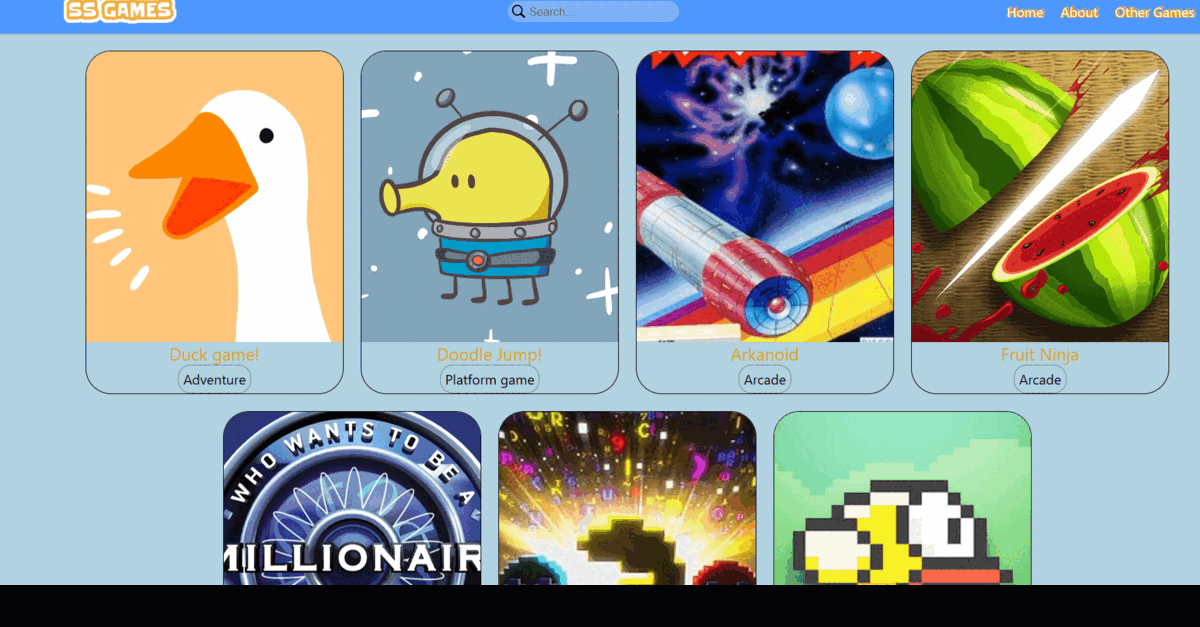 SS GAMES
Search...
Home
About
Other Games
Duck game!
Adventure
Doodle Jump!
Platform game
Arkanoid
Arcade
Fruit Ninja
Arcade
WHO WANTS TO BE A
MILLIONAIR